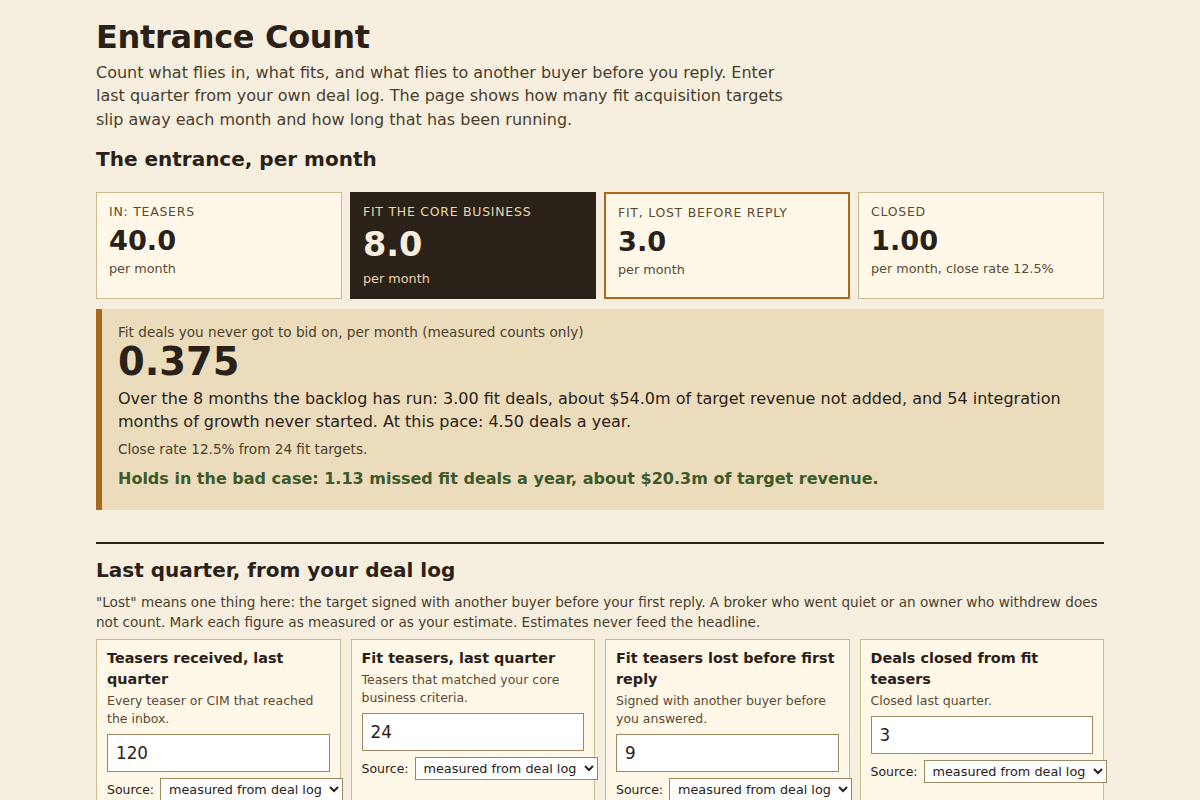 Entrance Count
Count what flies in, what fits, and what flies to another buyer before you reply. Enter
last quarter from your own deal log. The page shows how many fit acquisition targets
slip away each month and how long that has been running.
The entrance, per month
IN: TEASERS
40.0
per month
FIT THE CORE BUSINESS
8.0
per month
FIT, LOST BEFORE REPLY
3.0
per month
CLOSED
1.00
per month, close rate 12.5%
Fit deals you never got to bid on, per month (measured counts only)
0.375
Over the 8 months the backlog has run: 3.00 fit deals, about $54.0m of target revenue not added, and 54 integration
months of growth never started. At this pace: 4.50 deals a year.
Close rate 12.5% from 24 fit targets.
Holds in the bad case: 1.13 missed fit deals a year, about $20.3m of target revenue.
Last quarter, from your deal log
"Lost" means one thing here: the target signed with another buyer before your first reply. A broker who went quiet or an owner who withdrew does
not count. Mark each figure as measured or as your estimate. Estimates never feed the headline.
Teasers received, last
quarter
Every teaser or CIM that reached
the inbox.
120
Source: measured from deal log
Fit teasers, last quarter
Teasers that matched your core
business criteria.
24
Source: measured from deal log
Fit teasers lost before first
reply
Signed with another buyer before
you answered.
9
Source: measured from deal log
Deals closed from fit
teasers
Closed last quarter.
3
Source: measured from deal log